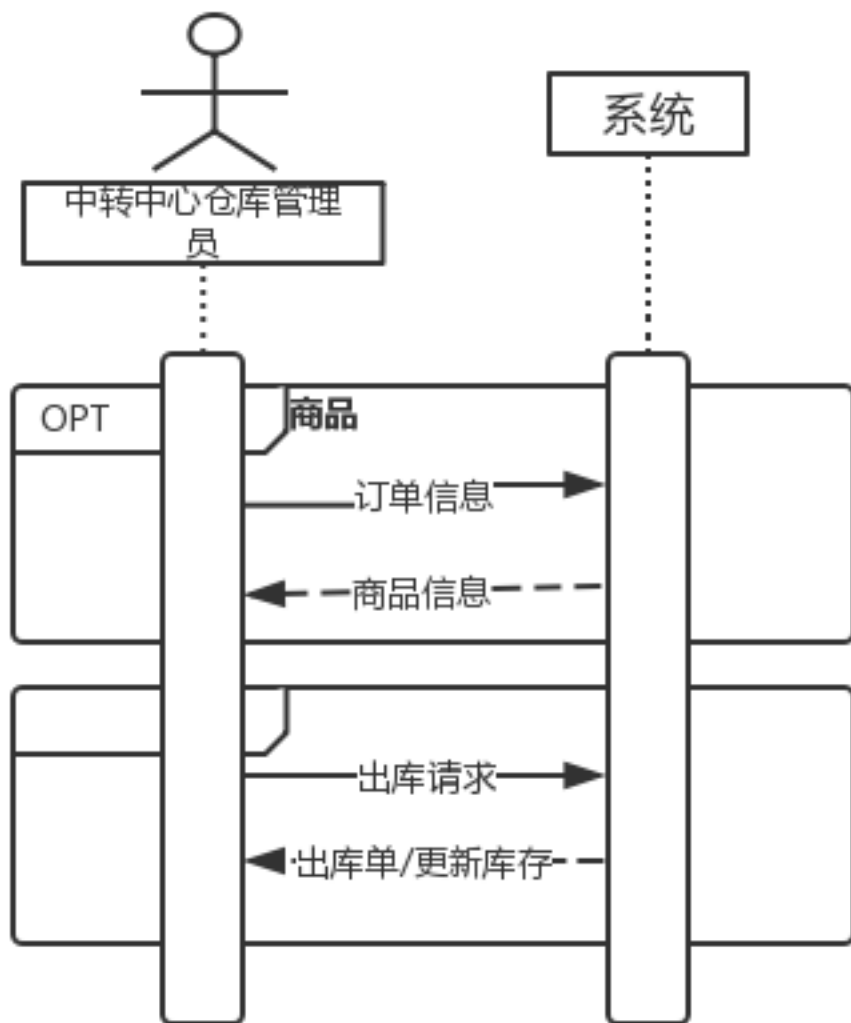 系统
中转中心仓库管理
员
OPT
商品
订单信息
商品信息
出库请求
出库单/更新库存